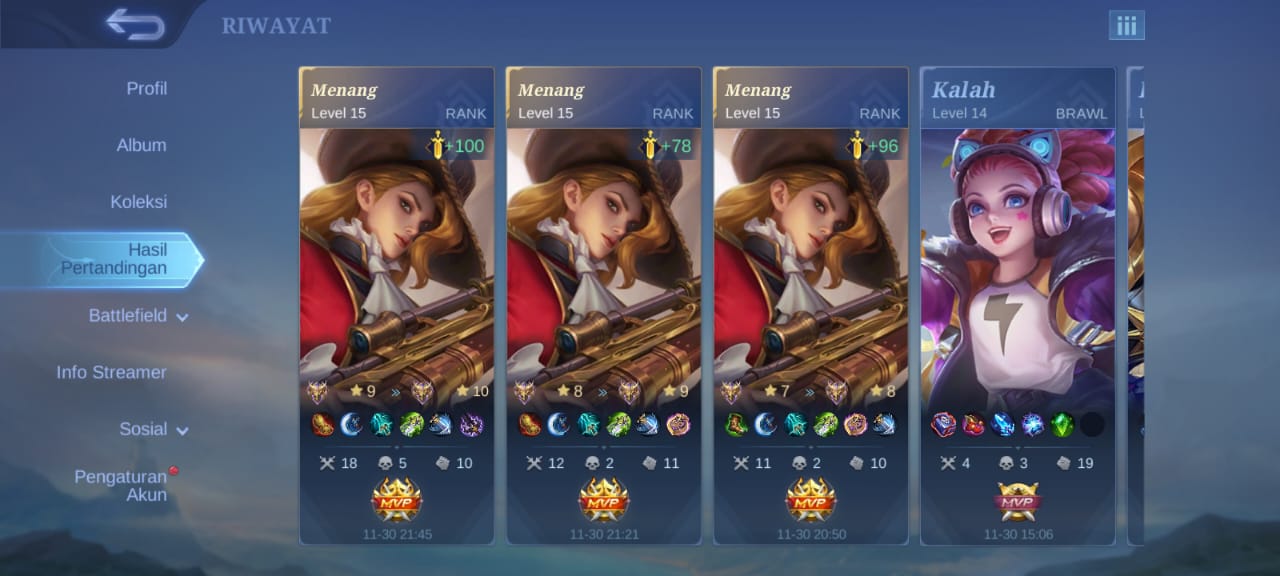 RIWAYAT
Profil
Album
Koleksi
Hasil
Pertandingan
Battlefield
Info Streamer
Sosial
Pengaturan
Akun
Menang
Level 15
RANK
+100
9
10
18
5
10
MVP
11-30 21:45
Menang
Level 15
RANK
+78
8
9
12
2
11
MVP
11-30 21:21
Menang
Level 15
RANK
+96
7
8
11
2
10
MVP
11-30 20:50
Kalah
Level 14
BRAWL
4
3
19
MVP
11-30 15:06